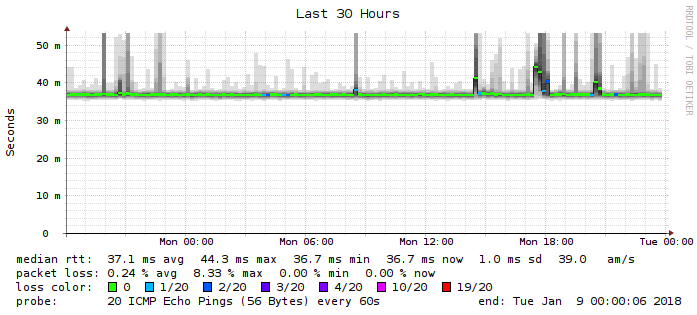 Last 30 Hours
RRDTOOL / TOBI OETIKER
Seconds
50 m
40 m
30 m
20 m
10 m
0
Mon 00:00 Mon 06:00 Mon 12:00 Mon 18:00 Tue 00:00
median rtt: 37.1 ms avg 44.3 ms max 36.7 ms min 36.7 ms now 1.0 ms sd 39.0 am/s
packet loss: 0.24 % avg 8.33 % max 0.00 % min 0.00 % now
loss color: 0 1/20 2/20 3/20 4/20 10/20 19/20
probe: 20 ICMP Echo Pings (56 Bytes) every 60s end: Tue Jan 9 00:00:06 2018